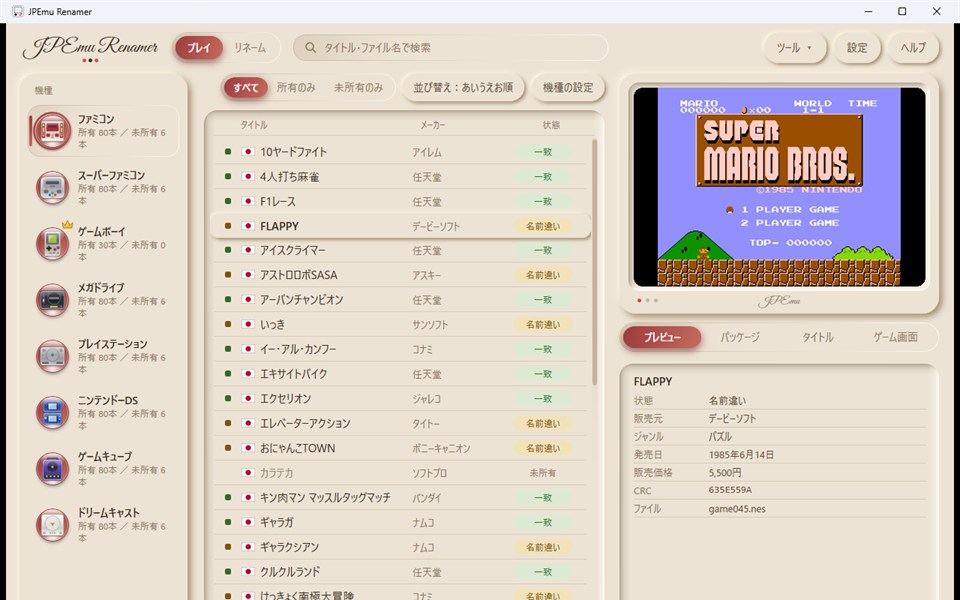 JPEmu Renamer
JPEmu Renamer
プレイ
リネーム
タイトル・ファイル名で検索
ツール
設定
ヘルプ
機種
ファミコン
所有 80本 ／ 未所有 6
本
スーパーファミコン
所有 80本 ／ 未所有 6
本
ゲームボーイ
所有 30本 ／ 未所有 0
本
メガドライブ
所有 80本 ／ 未所有 6
本
プレイステーション
所有 80本 ／ 未所有 6
本
ニンテンドーDS
所有 80本 ／ 未所有 6
本
ゲームキューブ
所有 80本 ／ 未所有 6
本
ドリームキャスト
所有 80本 ／ 未所有 6
本
すべて
所有のみ
未所有のみ
並び替え：あいうえお順
機種の設定
タイトル メーカー 状態
10ヤードファイト アイレム 一致
4人打ち麻雀 任天堂 一致
F1レース 任天堂 一致
FLAPPY デービーソフト 名前違い
アイスクライマー 任天堂 一致
アストロロボSASA アスキー 名前違い
アーバンチャンピオン 任天堂 一致
いっき サンソフト 名前違い
イー・アル・カンフー コナミ 一致
エキサイトバイク 任天堂 一致
エクセリオン ジャレコ 一致
エレベーターアクション タイトー 名前違い
おにゃんこTOWN ポニーキャニオン 名前違い
カラテカ ソフトプロ 未所有
キン肉マン マッスルタッグマッチ バンダイ 一致
ギャラガ ナムコ 一致
ギャラクシアン ナムコ 名前違い
クルクルランド 任天堂 一致
けっきょく南極大冒険 コナミ 名前違い
MARIO WORLD TIME
000000 x00 1-1
SUPER
MARIO BROS.
©1985 NINTENDO
1 PLAYER GAME
2 PLAYER GAME
TOP- 000000
JPEmu
プレビュー
パッケージ
タイトル
ゲーム画面
FLAPPY
状態 名前違い
販売元 デービーソフト
ジャンル パズル
発売日 1985年6月14日
販売価格 5,500円
CRC 635E559A
ファイル game045.nes